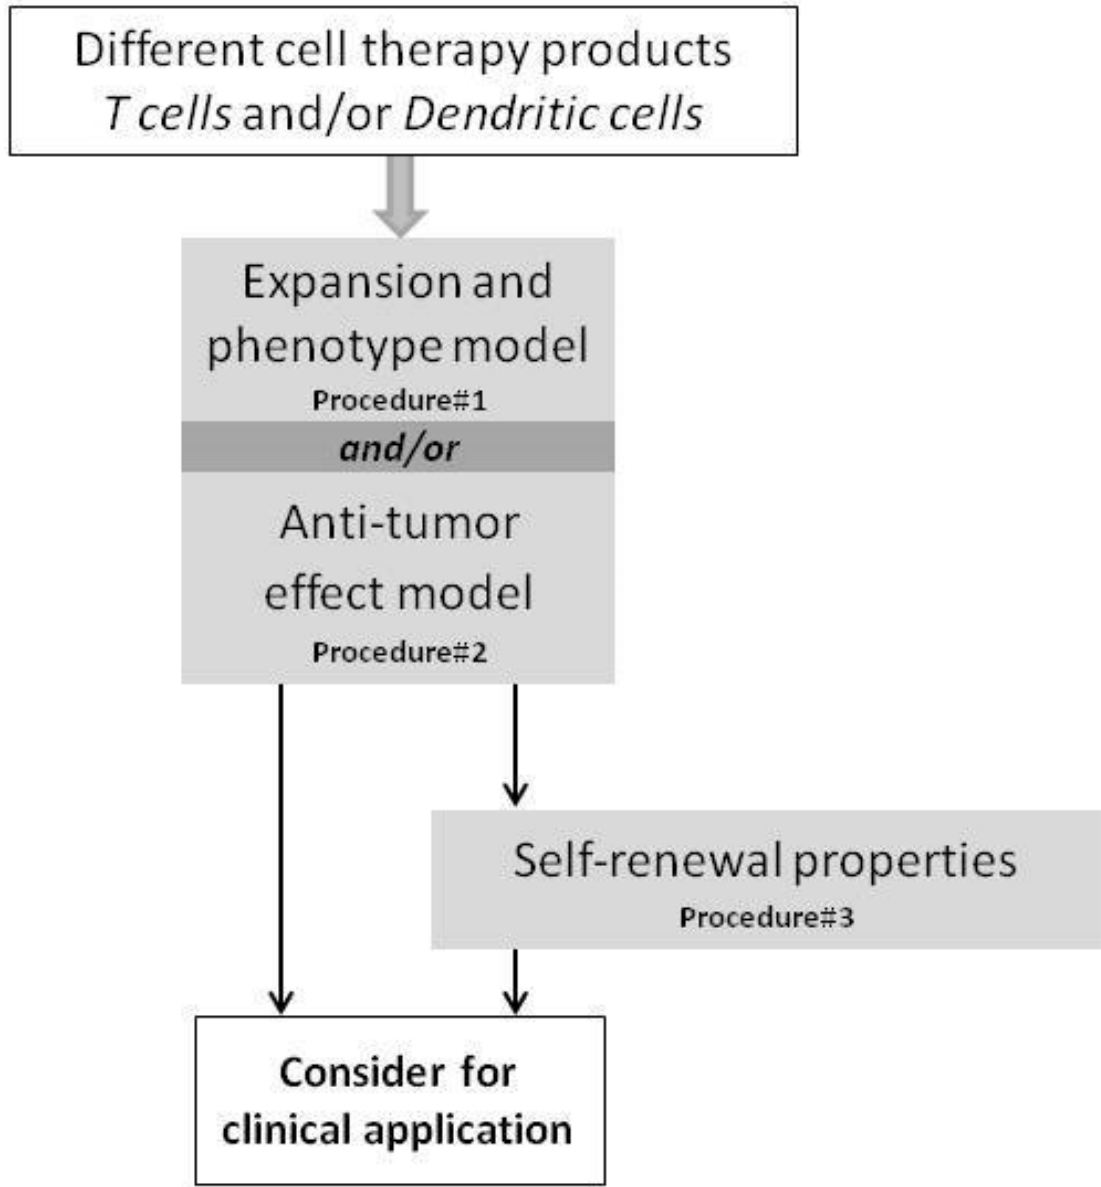 Different cell therapy products
T cells and/or Dendritic cells
Expansion and
phenotype model
Procedure#1
and/or
Anti-tumor
effect model
Procedure#2
Self-renewal properties
Procedure#3
Consider for
clinical application